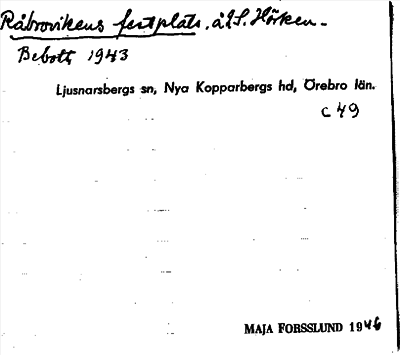 Råbrovikens festplats. å S. Hörken.
Bebott 1943
Ljusnarsbergs sn, Nya Kopparbergs hd, Örebro län.
C 49
MAJA FORSSLUND 1946